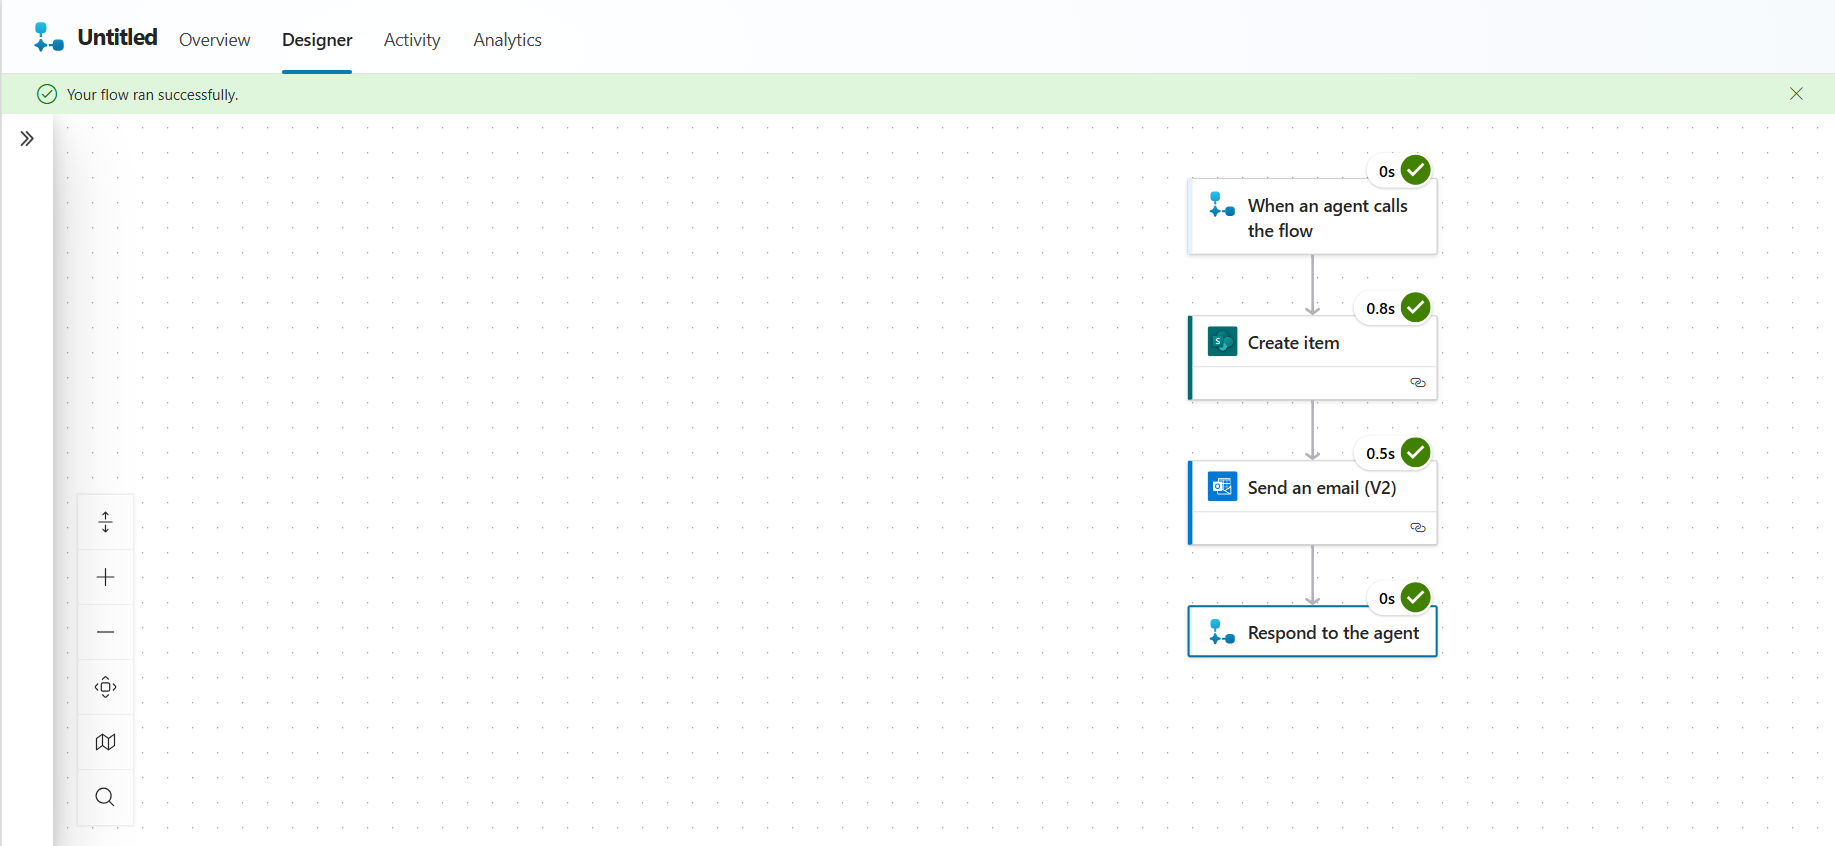 Untitled Overview Designer Activity Analytics
Your flow ran successfully.
0s
When an agent calls
the flow
0.8s
S
Create item
0.5s
Send an email (V2)
0s
Respond to the agent